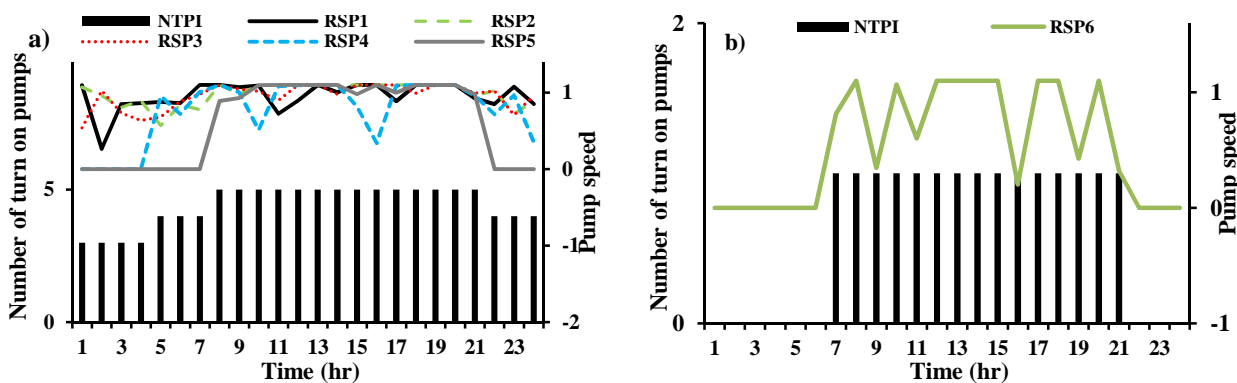 a)
NTPI RSP1 RSP2
RSP3 RSP4 RSP5
Number of turn on pumps
5
0
1
0
-1
-2
Pump speed
1 3 5 7 9 11 13 15 17 19 21 23
Time (hr)
b)
NTPI RSP6
Number of turn on pumps
2
0
1
0
-1
Pump speed
1 3 5 7 9 11 13 15 17 19 21 23
Time (hr)